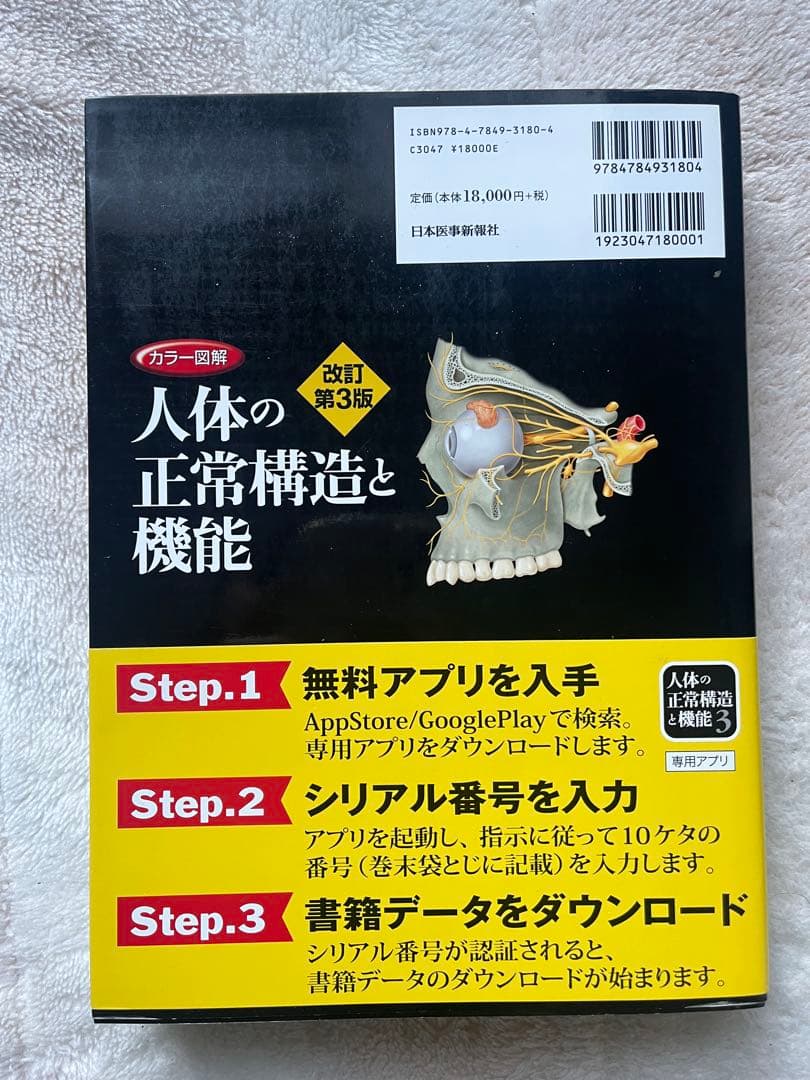 ISBN978-4-7849-3180-4
C3047 ¥18000E
9784784931804
定価(本体18,000円+税)
日本医事新報社
1923047180001
カラー図解
改訂
第3版
人体の
正常構造と
機能
Step.1
無料アプリを入手
AppStore/GooglePlayで検索。
専用アプリをダウンロードします。
人体の
正常構造
と機能3
専用アプリ
Step.2
シリアル番号を入力
アプリを起動し、指示に従って10ケタの
番号(巻末袋とじに記載)を入力します。
Step.3
書籍データをダウンロード
シリアル番号が認証されると、
書籍データのダウンロードが始まります。